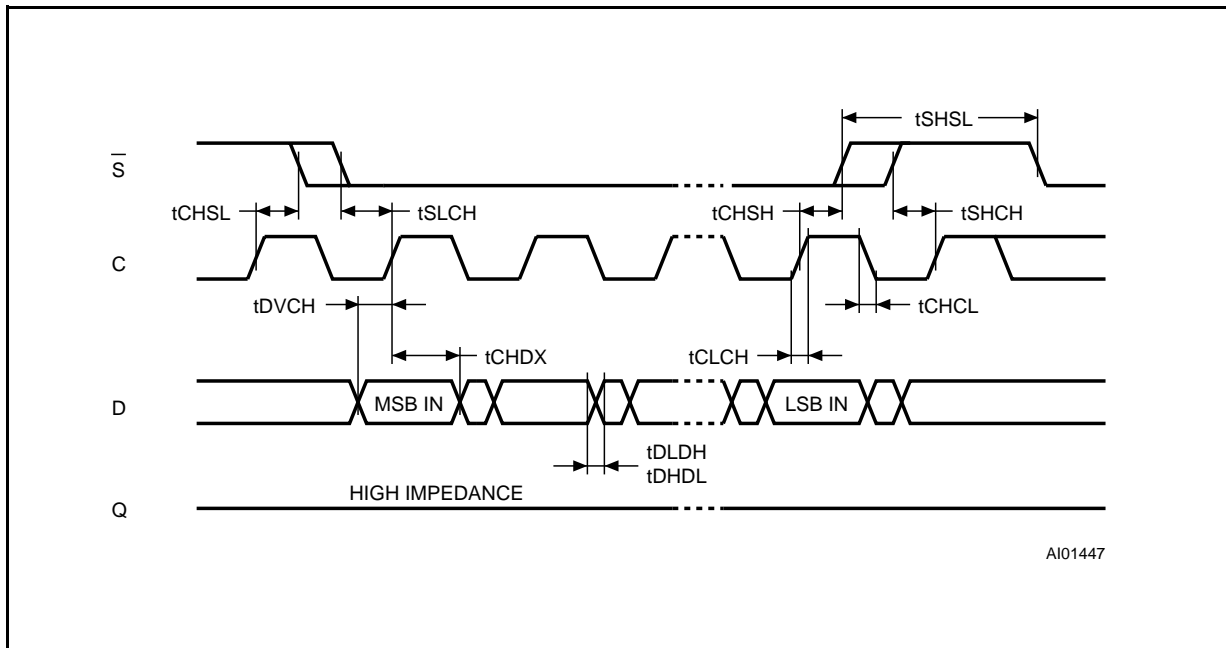 tSHSL
S̅
tCHSL
tSLCH
tCHSH
tSHCH
C
tDVCH
tCHCL
tCHDX
tCLCH
D
MSB IN
LSB IN
tDLDH
tDHDL
HIGH IMPEDANCE
Q
AI01447